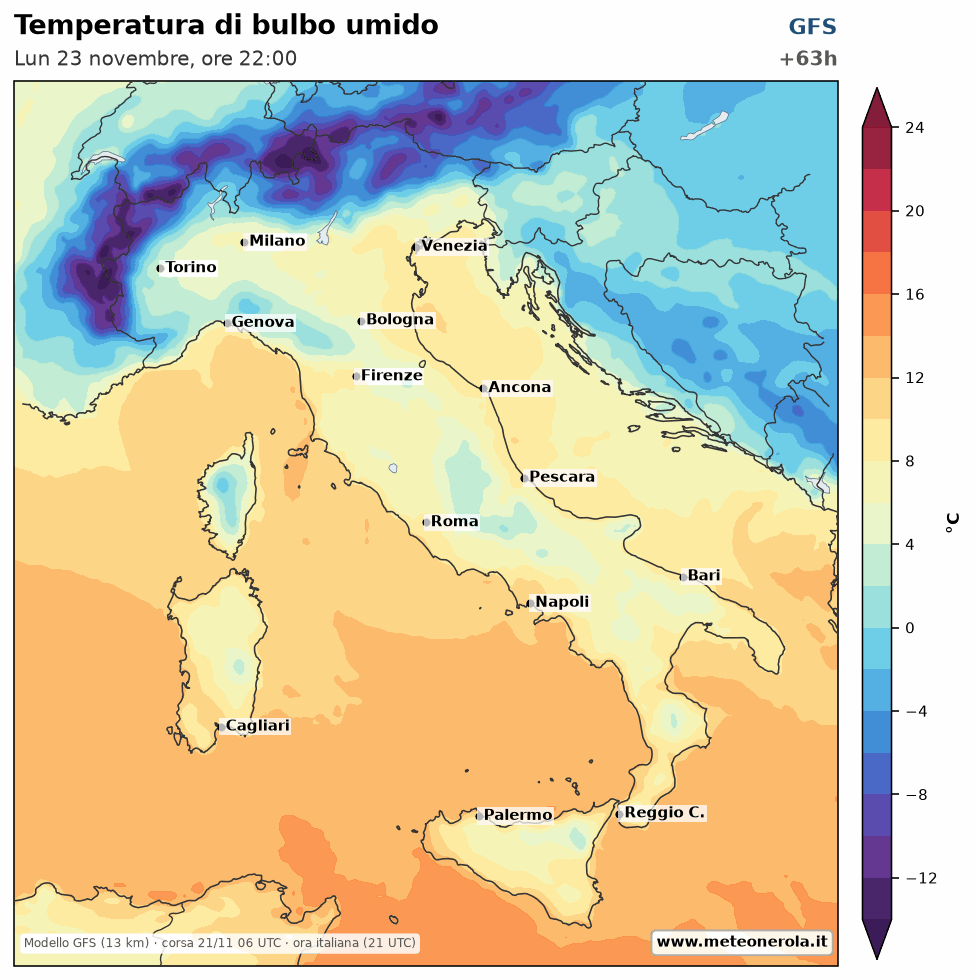 Temperatura di bulbo umido
GFS
Lun 23 novembre, ore 22:00
+63h
Milano
Venezia
Torino
Genova
Bologna
Firenze
Ancona
Pescara
Roma
Bari
Napoli
Cagliari
Palermo
Reggio C.
24
20
16
12
8
4
0
−4
−8
−12
°C
Modello GFS (13 km) · corsa 21/11 06 UTC · ora italiana (21 UTC)
www.meteonerola.it